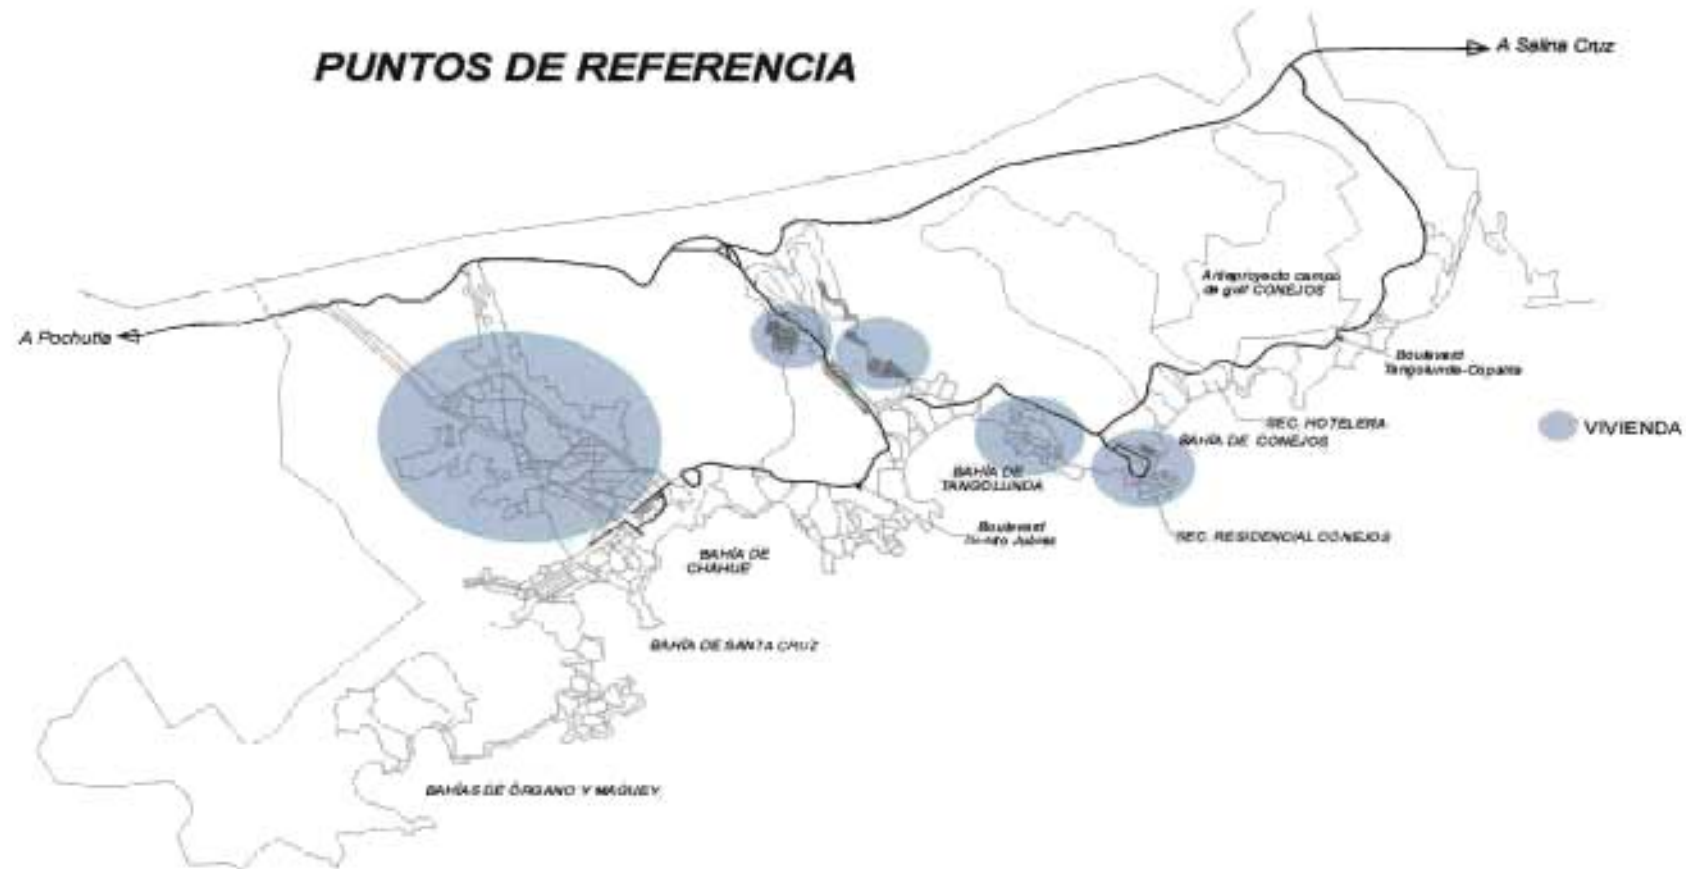 PUNTOS DE REFERENCIA
A Salina Cruz
Anteproyecto campo
de golf CONEJOS
A Pochutla
Boulevard
Tangolunda-Copalita
SEC. HOTELERA
BAHÍA DE CONEJOS
VIVIENDA
BAHÍA DE
TANGOLUNDA
Boulevard
Benito Juárez
SEC. RESIDENCIAL CONEJOS
BAHÍA DE
CHAHUE
BAHÍA DE SANTA CRUZ
BAHÍAS DE ÓRGANO Y MAGUEY